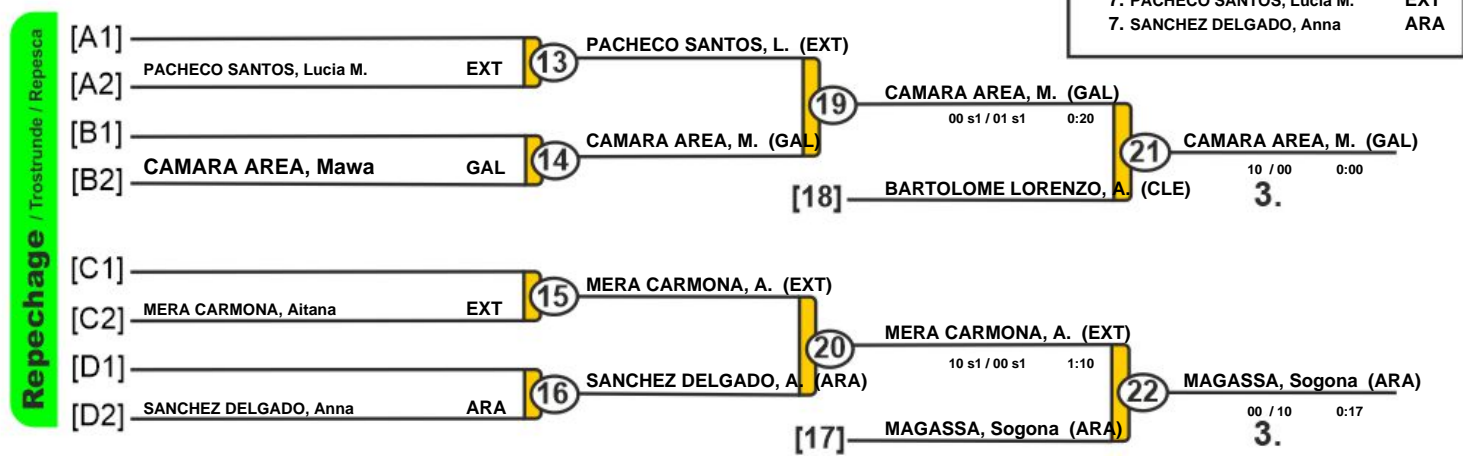 7. PACHECO SANTOS, Lucia M. EXT
7. SANCHEZ DELGADO, Anna ARA
Repechage / Trostrunde / Repesca
[A1]
PACHECO SANTOS, Lucia M. EXT
[A2]
13
PACHECO SANTOS, L. (EXT)
[B1]
CAMARA AREA, Mawa GAL
[B2]
14
CAMARA AREA, M. (GAL)
19
CAMARA AREA, M. (GAL)
00 s1 / 01 s1 0:20
[18]
BARTOLOME LORENZO, A. (CLE)
21
CAMARA AREA, M. (GAL)
10 / 00 0:00
3.
[C1]
MERA CARMONA, Aitana EXT
[C2]
15
MERA CARMONA, A. (EXT)
[D1]
SANCHEZ DELGADO, Anna ARA
[D2]
16
SANCHEZ DELGADO, A. (ARA)
20
MERA CARMONA, A. (EXT)
10 s1 / 00 s1 1:10
[17]
MAGASSA, Sogona (ARA)
22
MAGASSA, Sogona (ARA)
00 / 10 0:17
3.